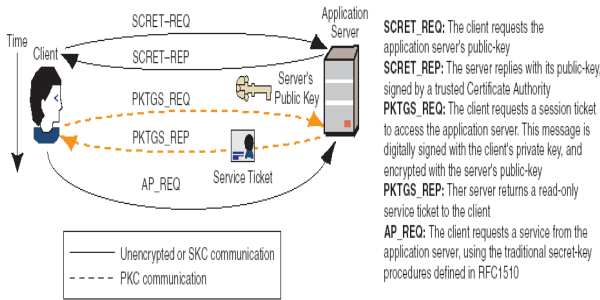 Time
Client
Application
Server
SCRET–REQ
SCRET–REP
Server's
Public Key
PKTGS_REQ
PKTGS_REP
Service Ticket
AP_REQ
Unencrypted or SKC communication
PKC communication
SCRET_REQ: The client requests the
application server's public-key
SCRET_REP: The server replies with its public-key,
signed by a trusted Certificate Authority
PKTGS_REQ: The client requests a session ticket
to access the application server. This message is
digitally signed with the client's private key, and
encrypted with the server's public-key
PKTGS_REP: Ther server returns a read-only
service ticket to the client
AP_REQ: The client requests a service from the
application server, using the traditional secret-key
procedures defined in RFC1510